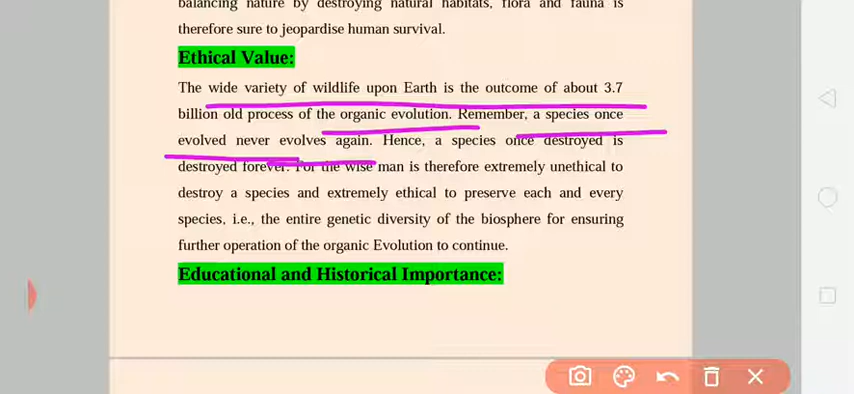 balancing nature by destroying natural habitats, flora and fauna is
therefore sure to jeopardise human survival.
Ethical Value:
The wide variety of wildlife upon Earth is the outcome of about 3.7
billion old process of the organic evolution. Remember, a species once
evolved never evolves again. Hence, a species once destroyed is
destroyed forever. For the wise man is therefore extremely unethical to
destroy a species and extremely ethical to preserve each and every
species, i.e., the entire genetic diversity of the biosphere for ensuring
further operation of the organic Evolution to continue.
Educational and Historical Importance: